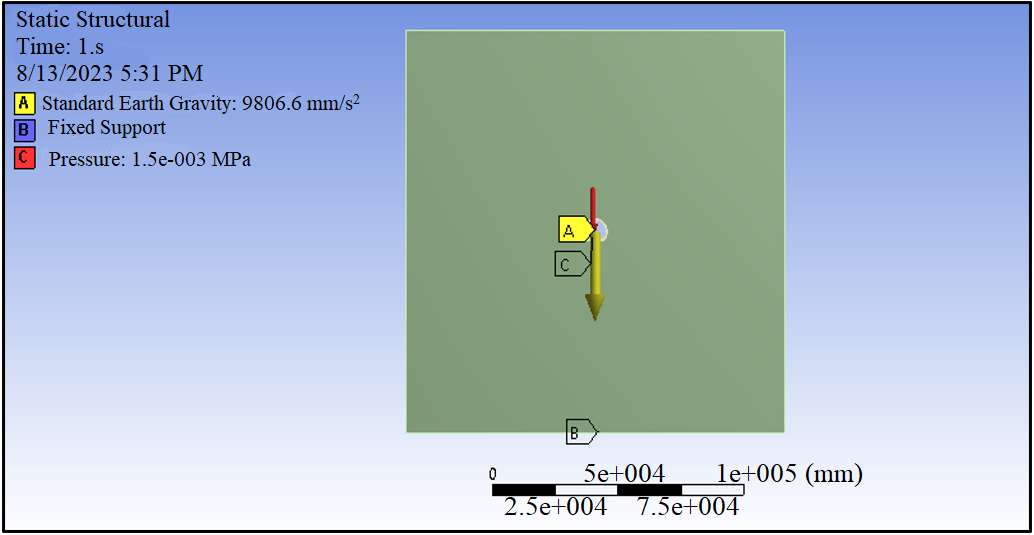 Static Structural
Time: 1.s
8/13/2023 5:31 PM
A Standard Earth Gravity: 9806.6 mm/s²
B Fixed Support
C Pressure: 1.5e-003 MPa
A
C
B
0 5e+004 1e+005 (mm)
2.5e+004 7.5e+004